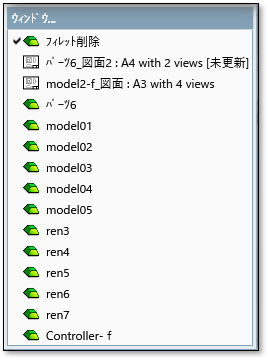 ｳｨﾝﾄﾞｳ...
ﾌｨﾚｯﾄ削除
ﾊﾟｰﾂ6_図面2 : A4 with 2 views [未更新]
model2-f_図面 : A3 with 4 views
ﾊﾟｰﾂ6
model01
model02
model03
model04
model05
ren3
ren4
ren5
ren6
ren7
Controller- f